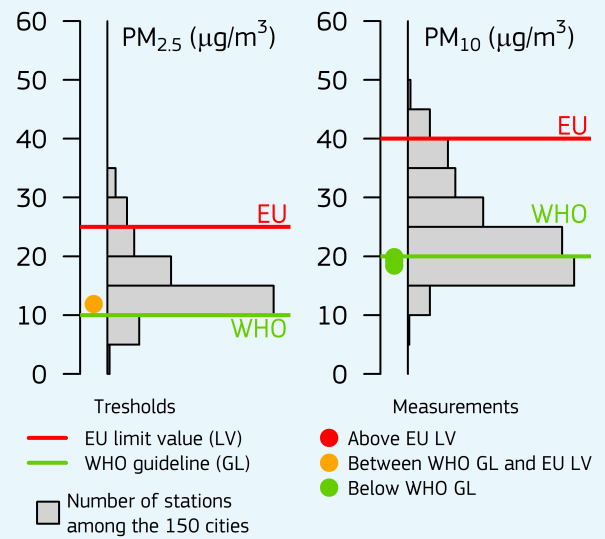 PM2.5 (μg/m3)
60
50
40
30
20
10
0
EU
WHO
PM10 (μg/m3)
60
50
40
30
20
10
0
EU
WHO
Tresholds
EU limit value (LV)
WHO guideline (GL)
Number of stations
among the 150 cities
Measurements
Above EU LV
Between WHO GL and EU LV
Below WHO GL